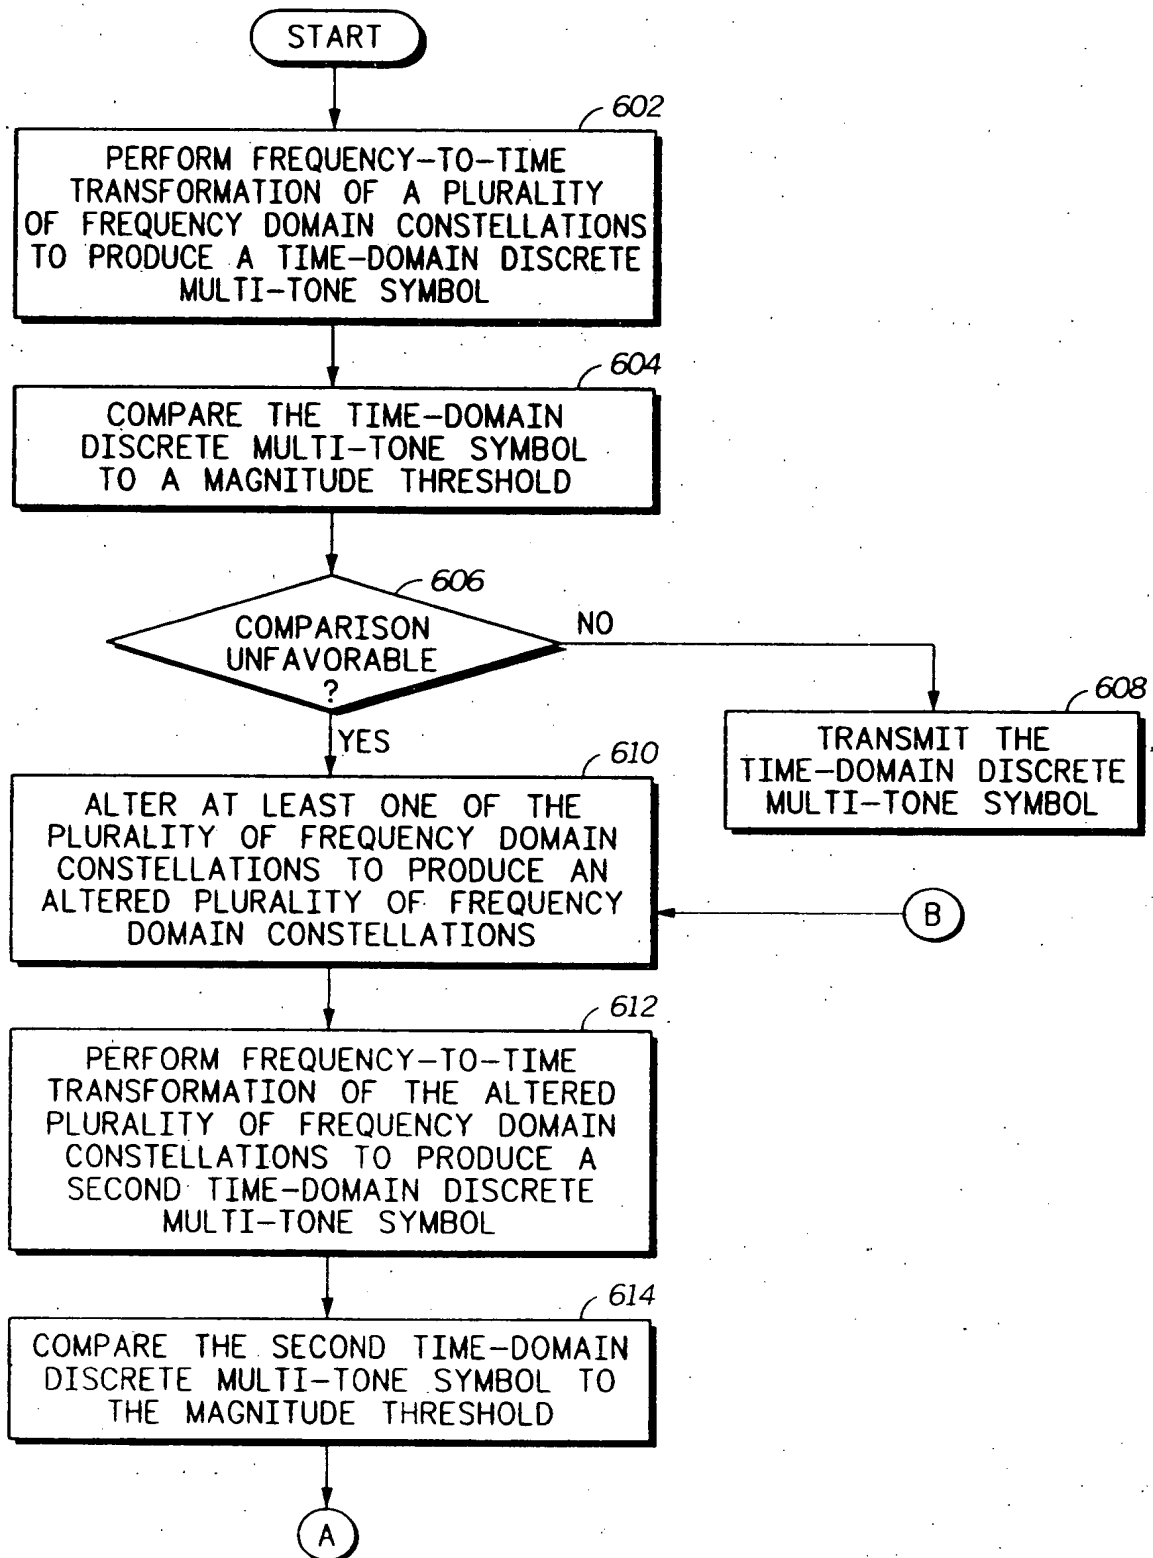 START
602
PERFORM FREQUENCY-TO-TIME
TRANSFORMATION OF A PLURALITY
OF FREQUENCY DOMAIN CONSTELLATIONS
TO PRODUCE A TIME-DOMAIN DISCRETE
MULTI-TONE SYMBOL
604
COMPARE THE TIME-DOMAIN
DISCRETE MULTI-TONE SYMBOL
TO A MAGNITUDE THRESHOLD
606
COMPARISON
UNFAVORABLE
?
NO
YES
608
TRANSMIT THE
TIME-DOMAIN DISCRETE
MULTI-TONE SYMBOL
610
ALTER AT LEAST ONE OF THE
PLURALITY OF FREQUENCY DOMAIN
CONSTELLATIONS TO PRODUCE AN
ALTERED PLURALITY OF FREQUENCY
DOMAIN CONSTELLATIONS
B
612
PERFORM FREQUENCY-TO-TIME
TRANSFORMATION OF THE ALTERED
PLURALITY OF FREQUENCY DOMAIN
CONSTELLATIONS TO PRODUCE A
SECOND TIME-DOMAIN DISCRETE
MULTI-TONE SYMBOL
614
COMPARE THE SECOND TIME-DOMAIN
DISCRETE MULTI-TONE SYMBOL TO
THE MAGNITUDE THRESHOLD
A